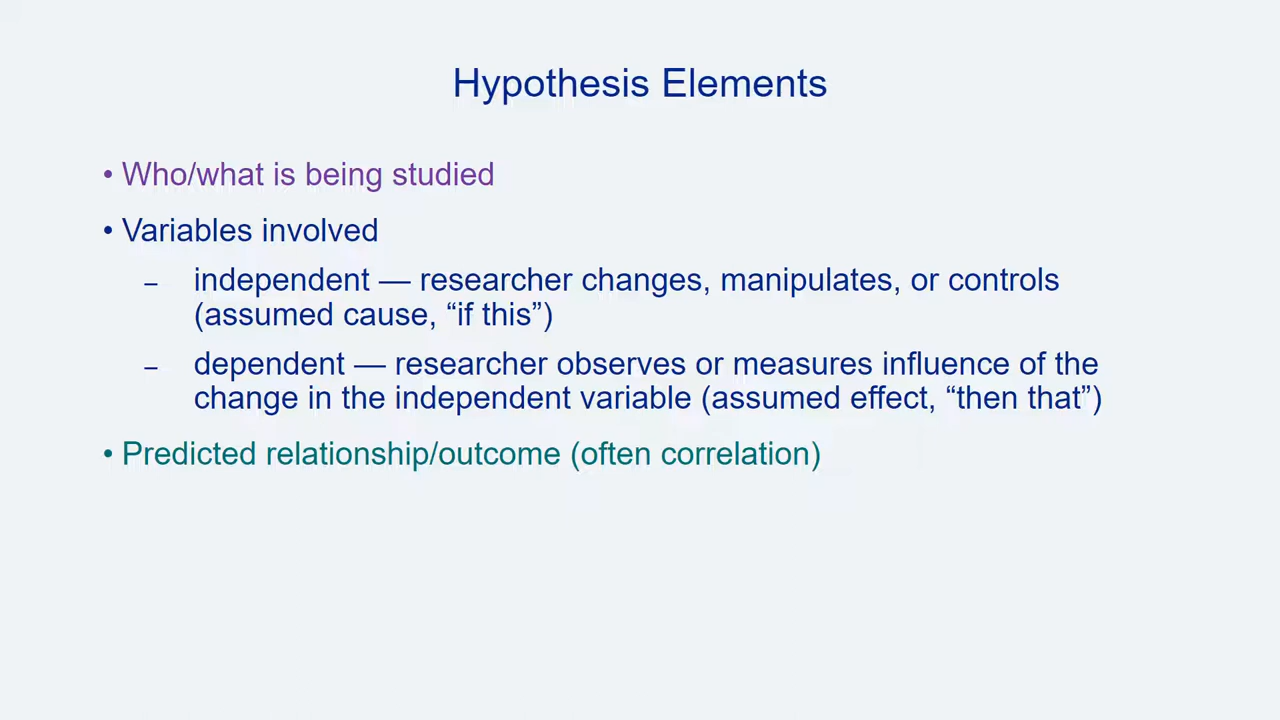 Hypothesis Elements
• Who/what is being studied
• Variables involved
– independent — researcher changes, manipulates, or controls
(assumed cause, “if this”)
– dependent — researcher observes or measures influence of the
change in the independent variable (assumed effect, “then that”)
• Predicted relationship/outcome (often correlation)